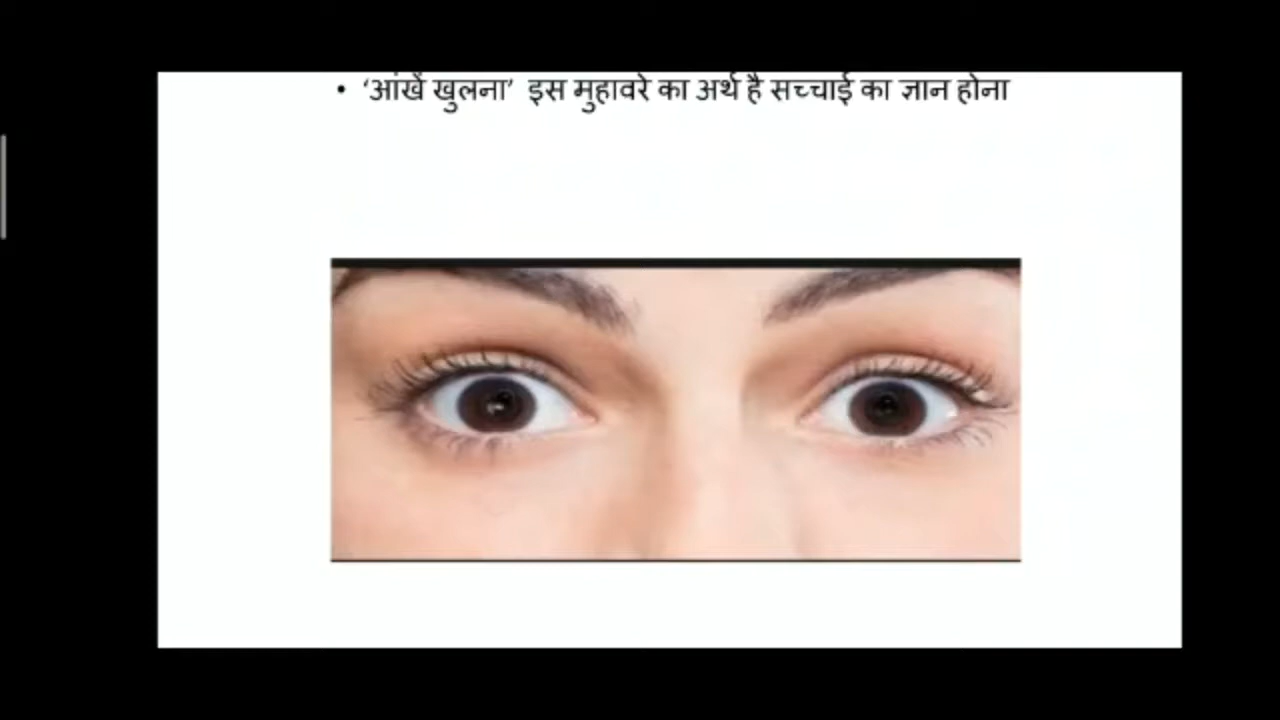 • ‘आंखें खुलना’ इस मुहावरे का अर्थ है सच्चाई का ज्ञान होना